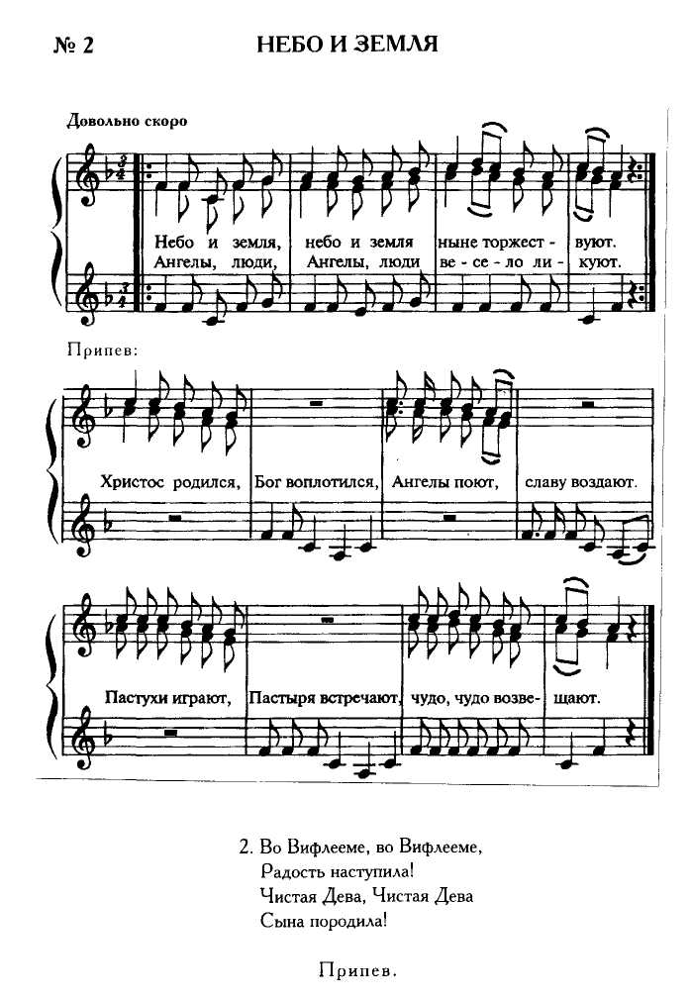 № 2 НЕБО И ЗЕМЛЯ
Довольно скоро
Небо и земля, небо и земля ныне торжест - вуют.
Ангелы, люди, Ангелы, люди ве - се - ло ли - куют.
Припев:
Христос родился, Бог воплотился, Ангелы поют, славу воздают.
Пастухи играют, Пастыря встречают, чудо, чудо возве- щают.
2. Во Вифлееме, во Вифлееме,
Радость наступила!
Чистая Дева, Чистая Дева
Сына породила!
Припев.